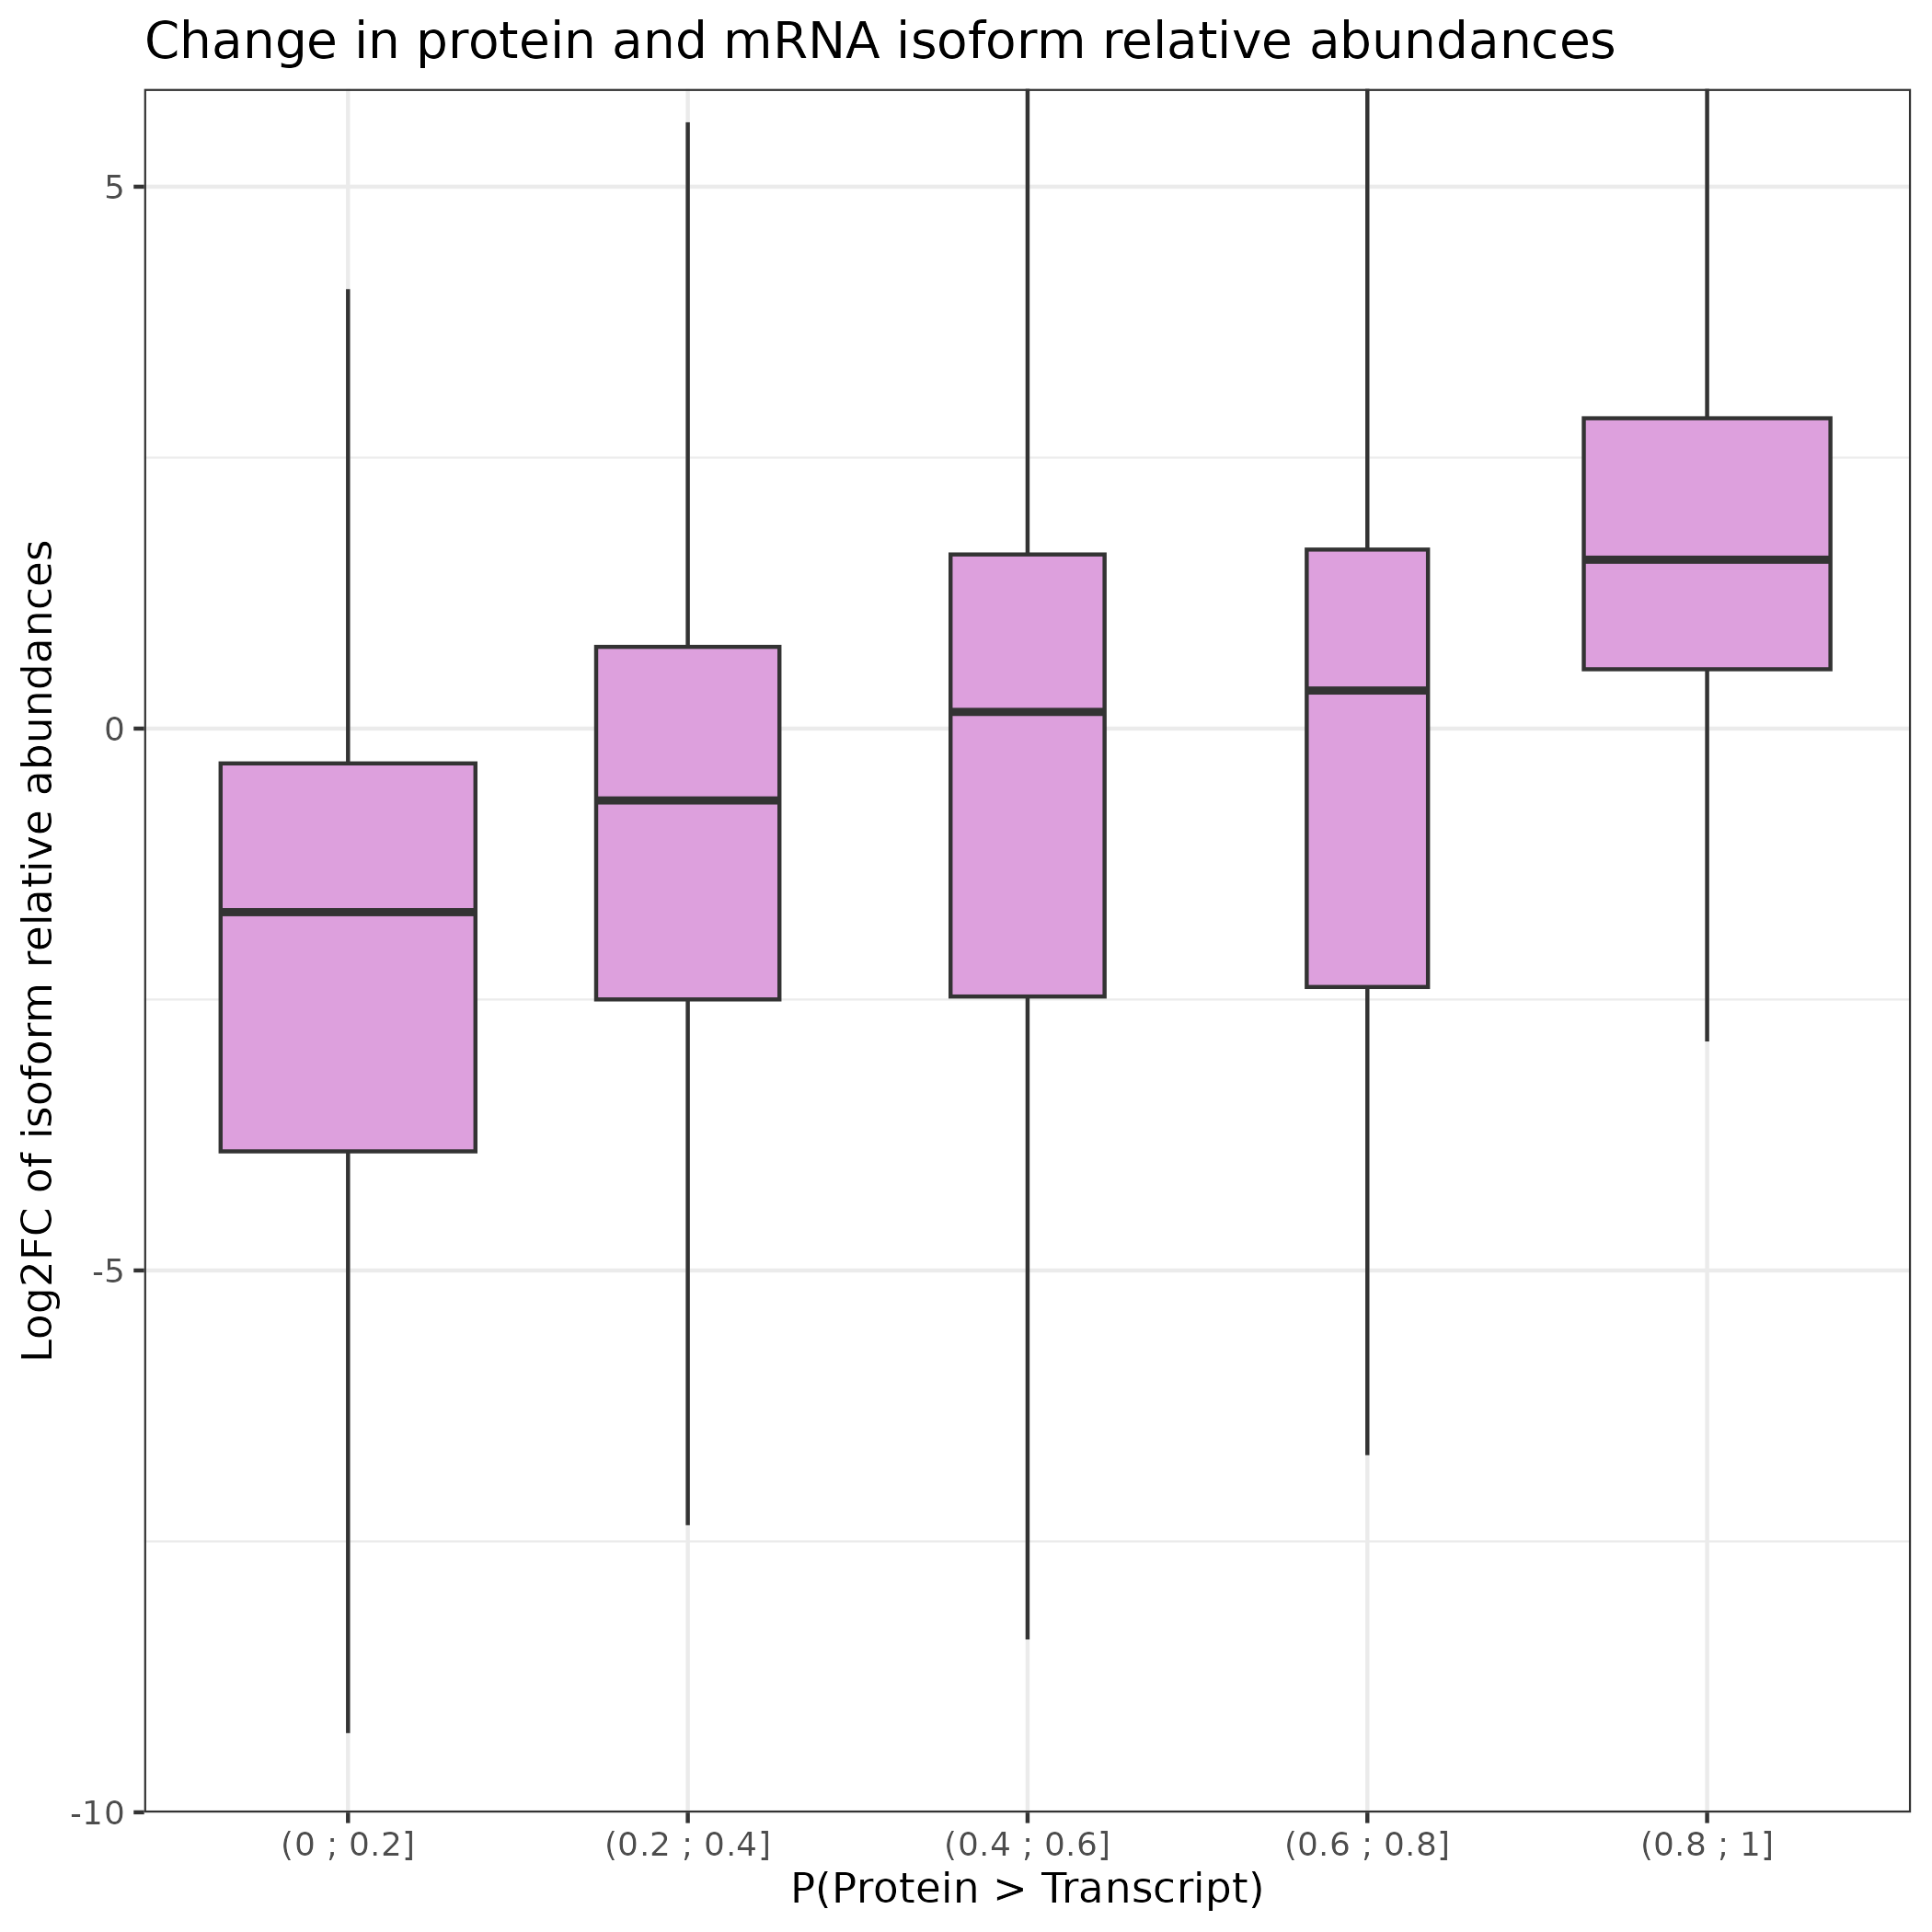 Change in protein and mRNA isoform relative abundances
Log2FC of isoform relative abundances
5
0
-5
-10
(0 ; 0.2]
(0.2 ; 0.4]
(0.4 ; 0.6]
(0.6 ; 0.8]
(0.8 ; 1]
P(Protein > Transcript)